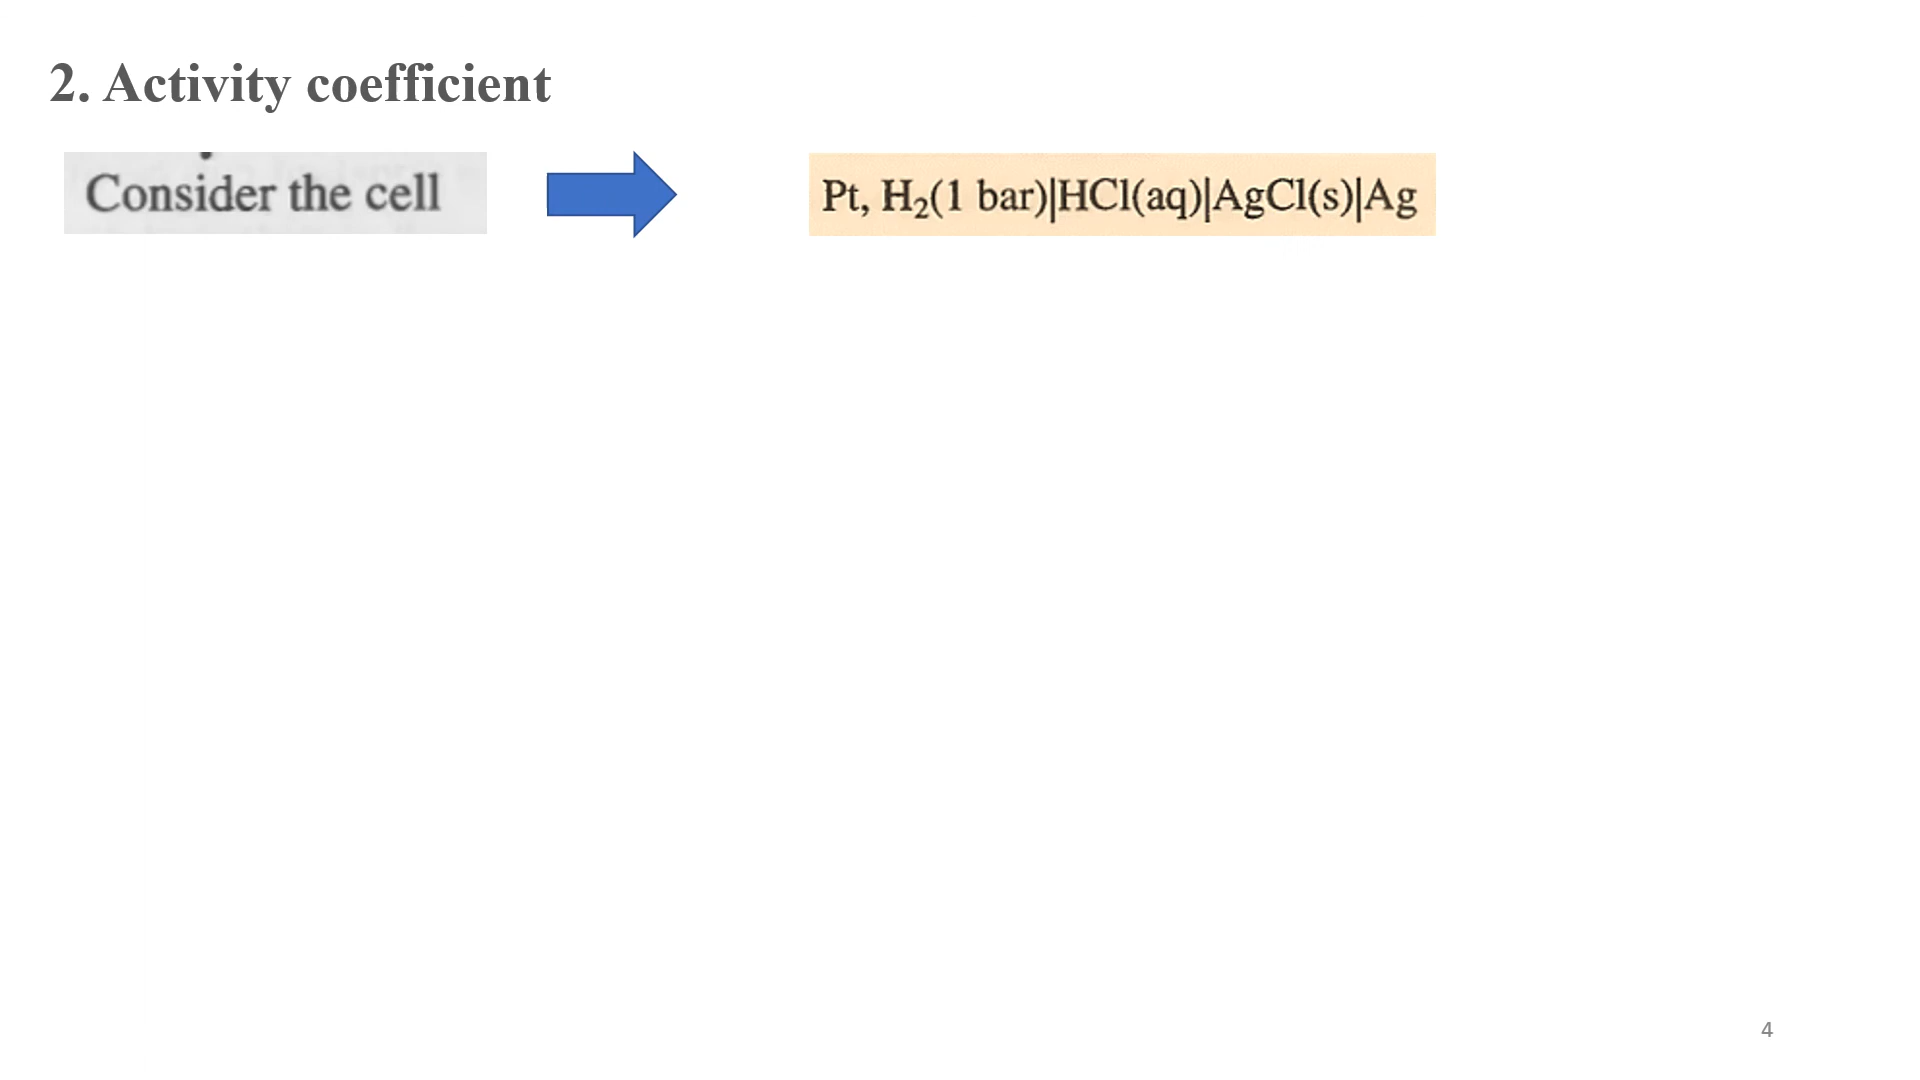 2. Activity coefficient
Consider the cell
Pt, H₂(1 bar)|HCl(aq)|AgCl(s)|Ag
4